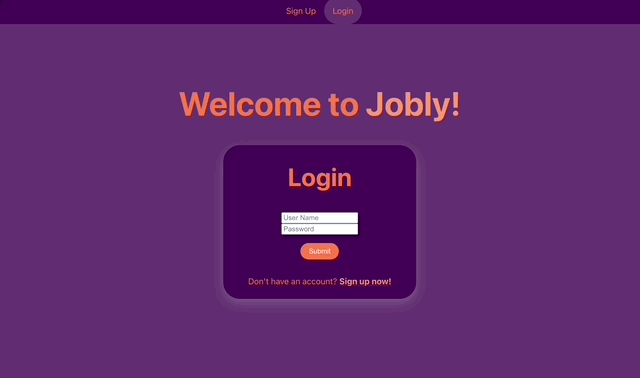 Sign Up Login
Welcome to Jobly!
Login
User Name
Password
Submit
Don't have an account? Sign up now!